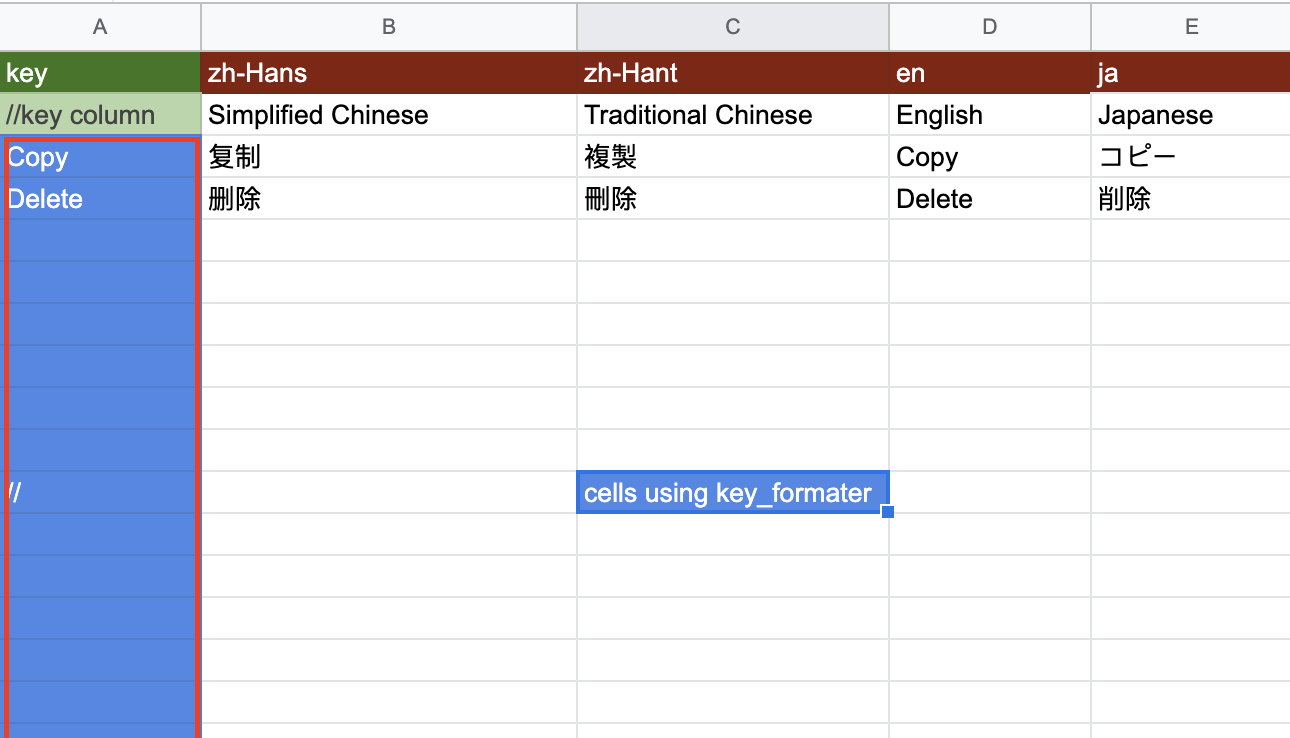 A B C D E
key zh-Hans zh-Hant en ja
//key column Simplified Chinese Traditional Chinese English Japanese
Copy 复制 複製 Copy コピー
Delete 删除 刪除 Delete 削除
// cells using key_formater